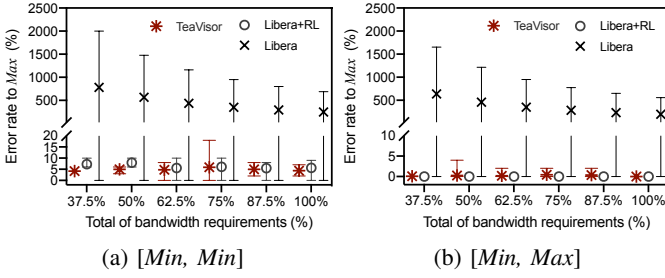 TeaVisor Libera+RL
Libera
Error rate to Max (%)
2500
2000
1500
1000
500
20
15
10
5
0
37.5% 50% 62.5% 75% 87.5% 100%
Total of bandwidth requirements (%)
(a) [Min, Min]
TeaVisor Libera+RL
Libera
Error rate to Max (%)
2500
2000
1500
1000
500
10
5
0
37.5% 50% 62.5% 75% 87.5% 100%
Total of bandwidth requirements (%)
(b) [Min, Max]